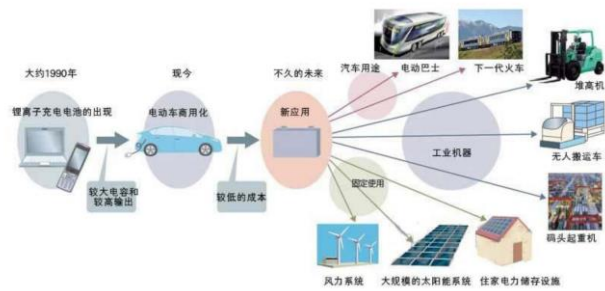 大约1990年
现今
不久的未来
汽车用途
电动巴士
下一代火车
堆高机
锂离子充电电池的出现
电动车商用化
新应用
工业机器
无人搬运车
较大电容和
较高输出
较低的成本
固定使用
码头起重机
风力系统
大规模的太阳能系统
住家电力储存设施